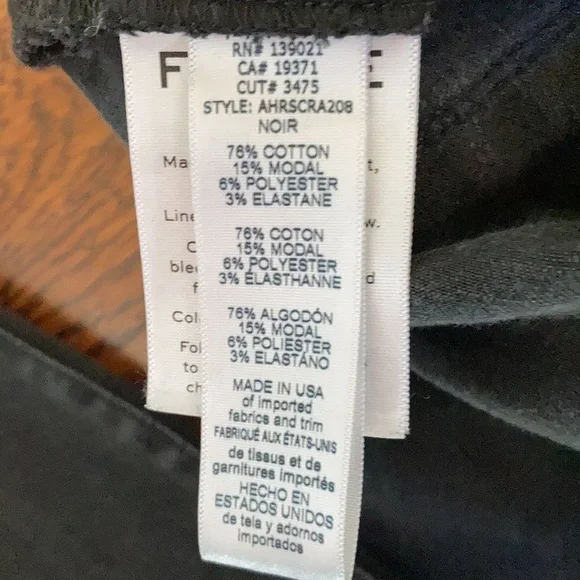 RN# 139021
CA# 19371
CUT# 3475
STYLE: AHRSCRA208
NOIR
76% COTTON
15% MODAL
6% POLYESTER
3% ELASTANE
76% COTON
15% MODAL
6% POLYESTER
3% ÉLASTHANNE
76% ALGODÓN
15% MODAL
6% POLIESTER
3% ELASTANO
MADE IN USA
of imported
fabrics and trim
FABRIQUÉ AUX ÉTATS-UNIS
de tissus et de
garnitures importés
HECHO EN
ESTADOS UNIDOS
de tela y adornos
importados